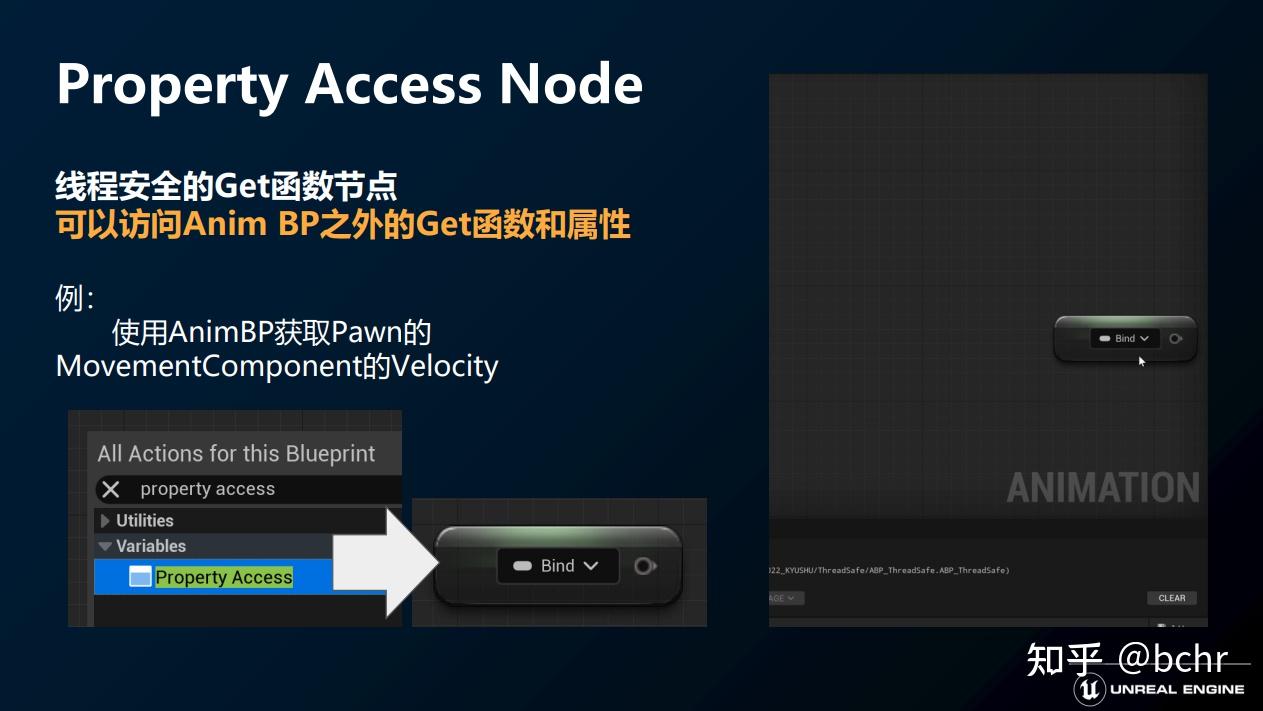 Property Access Node
线程安全的Get函数节点
可以访问Anim BP之外的Get函数和属性
例：
使用AnimBP获取Pawn的
MovementComponent的Velocity
All Actions for this Blueprint
property access
Utilities
Variables
Property Access
Bind
Bind
ANIMATION
022_KYUSHU/ThreadSafe/ABP_ThreadSafe.ABP_ThreadSafe)
AGE
CLEAR
知乎 @bchr
UNREAL ENGINE